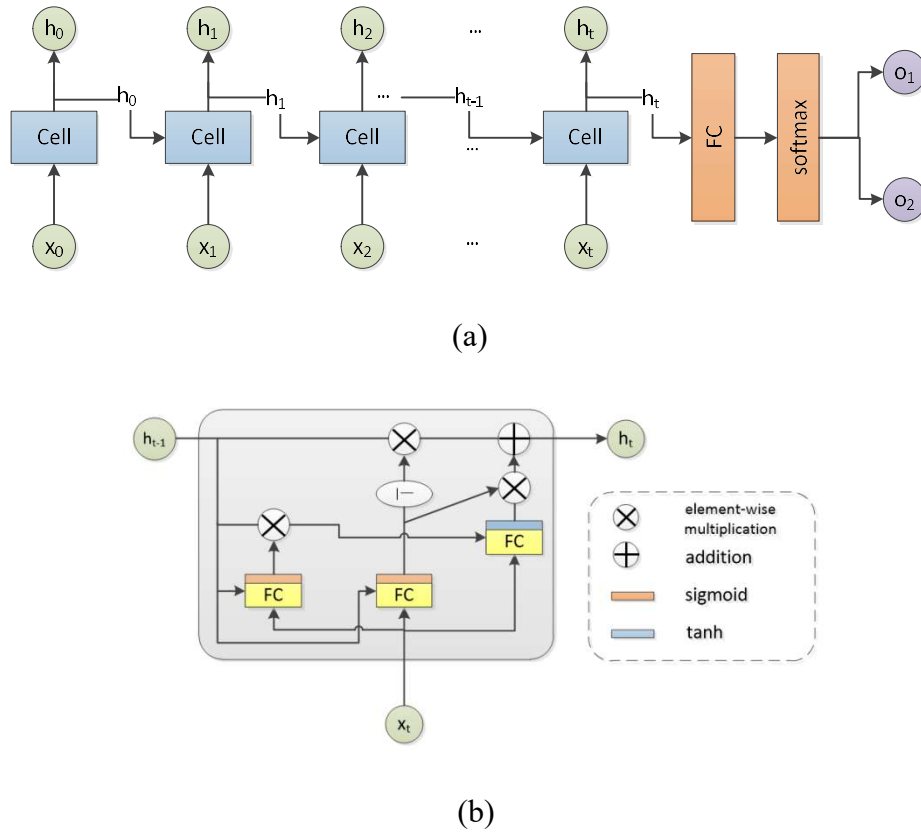 h0 h1 h2 ... ht
h0 h1 ... ht-1 ht
Cell Cell Cell ... Cell FC softmax o1
o2
x0 x1 x2 ... xt
(a)
ht-1 ht
1—
FC
FC FC
xt
element-wise
multiplication
addition
sigmoid
tanh
(b)